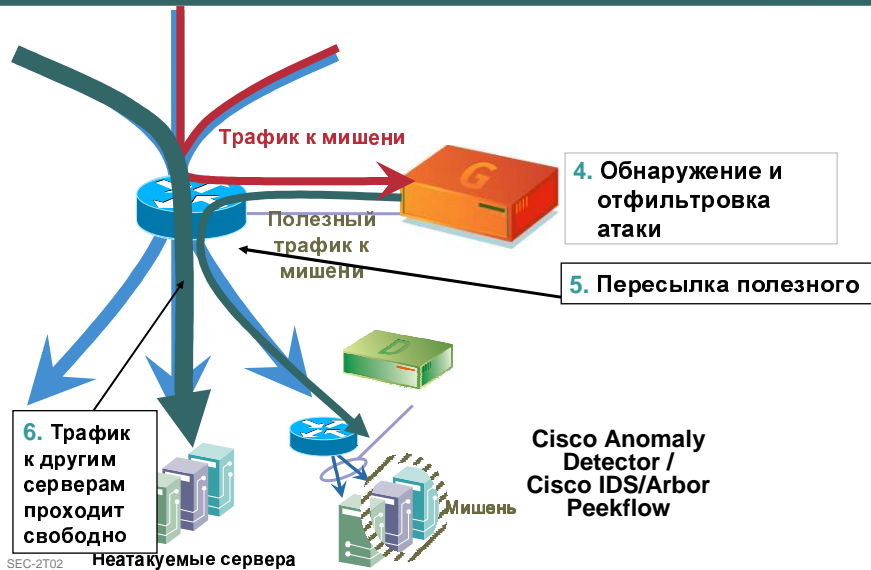 Трафик к мишени
G
4. Обнаружение и
отфильтровка
атаки
Полезный
трафик к
мишени
5. Пересылка полезного
D
6. Трафик
к другим
серверам
проходит
свободно
Cisco Anomaly
Detector /
Cisco IDS/Arbor
Peekflow
Мишень
Неатакуемые сервера
SEC-2T02